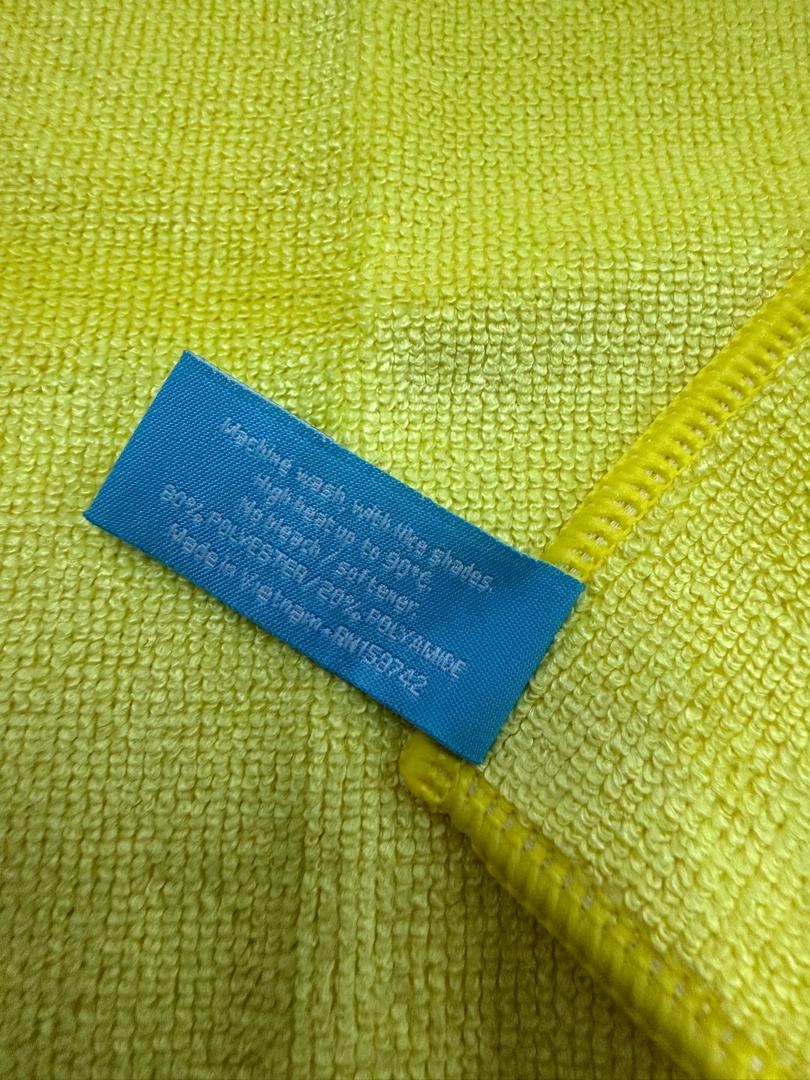 Machine wash with like shades.
High heat up to 90°C
No bleach / softener
80% POLYESTER/20% POLYAMIDE
Made in Vietnam